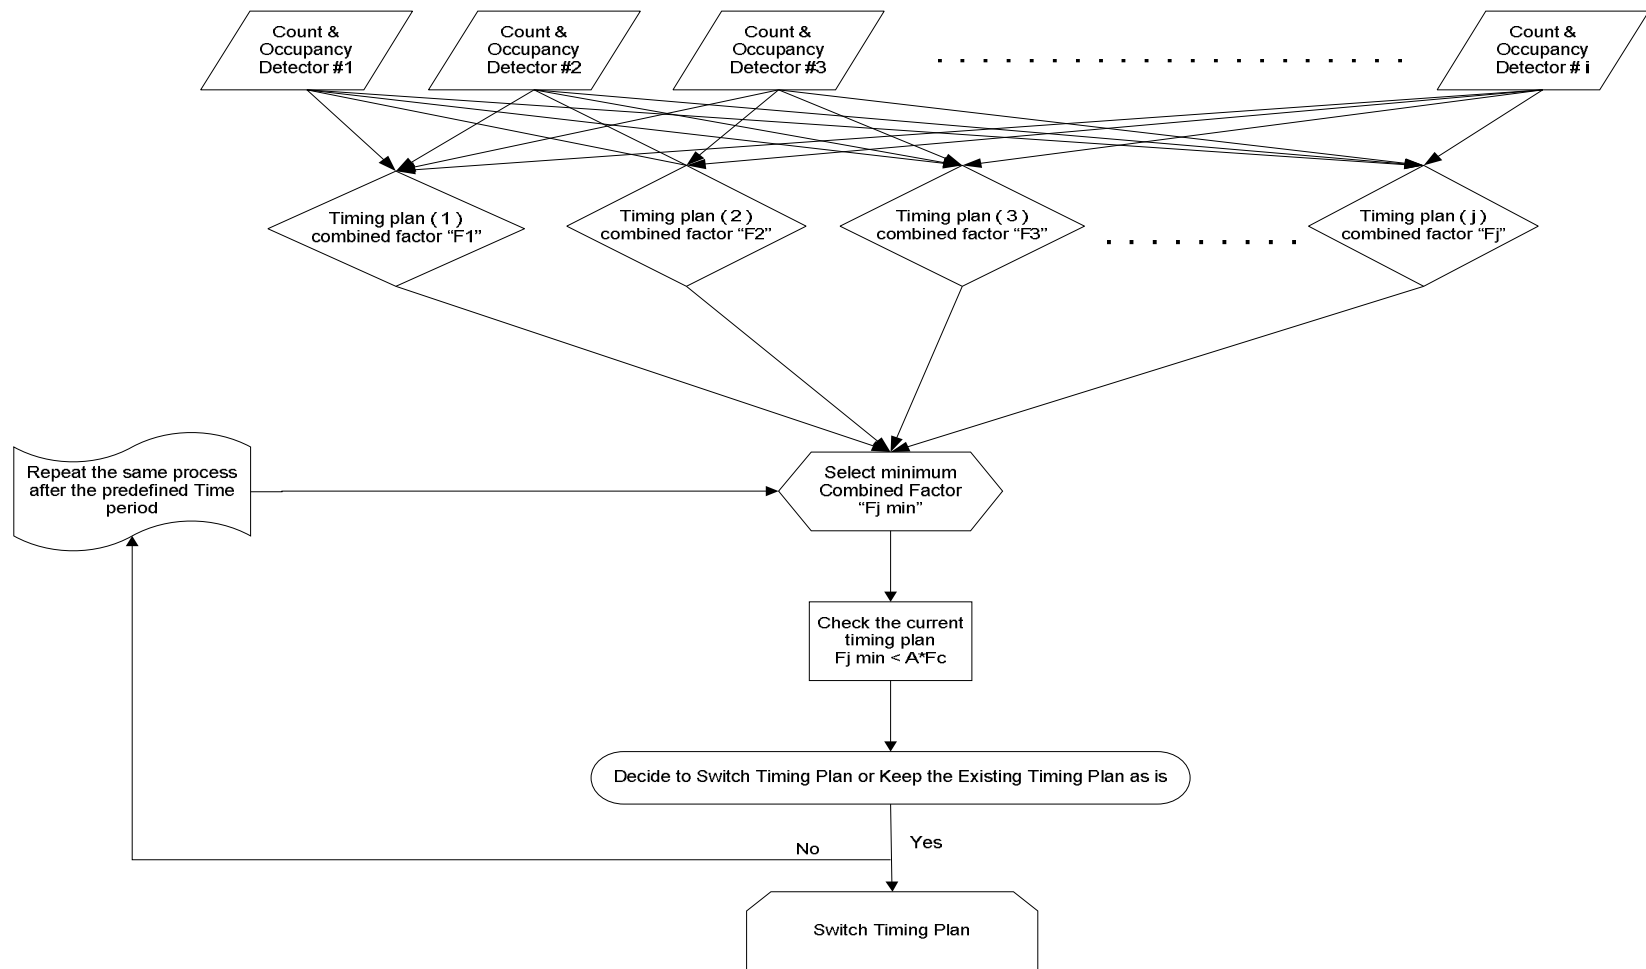 Count &
Occupancy
Detector #1
Count &
Occupancy
Detector #2
Count &
Occupancy
Detector #3
Count &
Occupancy
Detector # i
Timing plan ( 1 )
combined factor “F1”
Timing plan ( 2 )
combined factor “F2”
Timing plan ( 3 )
combined factor “F3”
Timing plan ( j )
combined factor “Fj”
Repeat the same process
after the predefined Time
period
Select minimum
Combined Factor
“Fj min”
Check the current
timing plan
Fj min < A*Fc
Decide to Switch Timing Plan or Keep the Existing Timing Plan as is
No
Yes
Switch Timing Plan